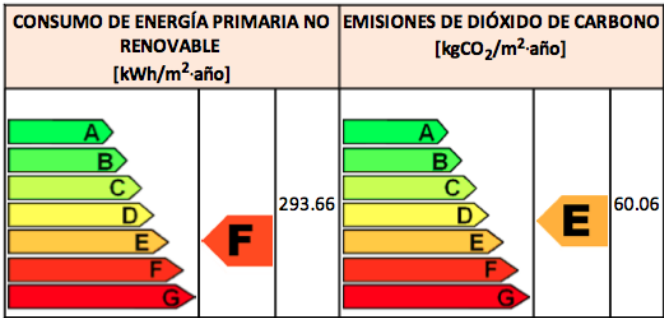 CONSUMO DE ENERGÍA PRIMARIA NO
RENOVABLE
[kWh/m²·año]
EMISIONES DE DIÓXIDO DE CARBONO
[kgCO₂/m²·año]
A
B
C
D
E
F
G
F
293.66
A
B
C
D
E
F
G
E
60.06